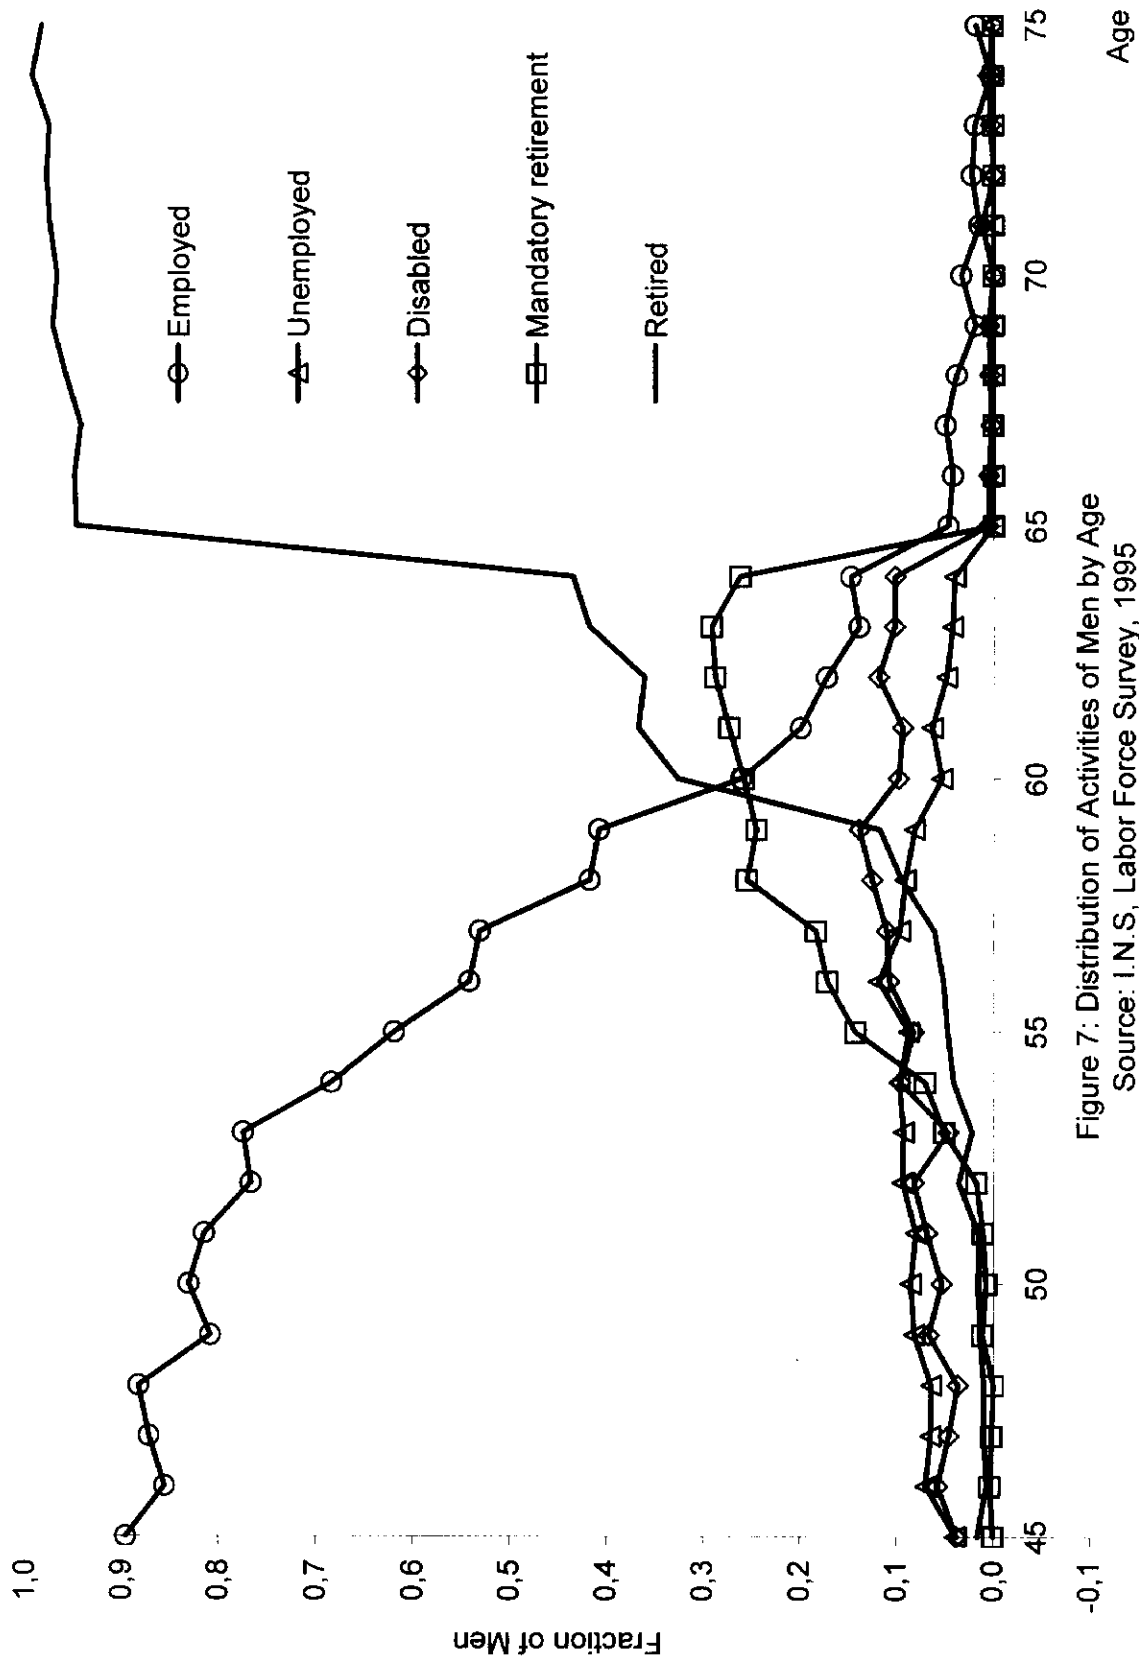 1,0
0,9
0,8
0,7
0,6
0,5
0,4
0,3
0,2
0,1
0,0
-0,1
Fraction of Men
Employed
Unemployed
Disabled
Mandatory retirement
Retired
45
50
55
60
65
70
75
Age
Figure 7: Distribution of Activities of Men by Age
Source: I.N.S, Labor Force Survey, 1995